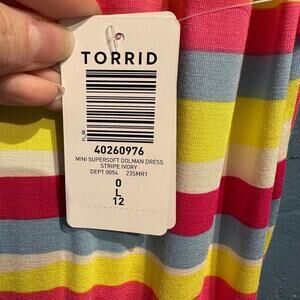 TORRID
40260976
MINI SUPERSOFT DOLMAN DRESS
STRIPE IVORY
DEPT 0054 23SMR1
0
L
12